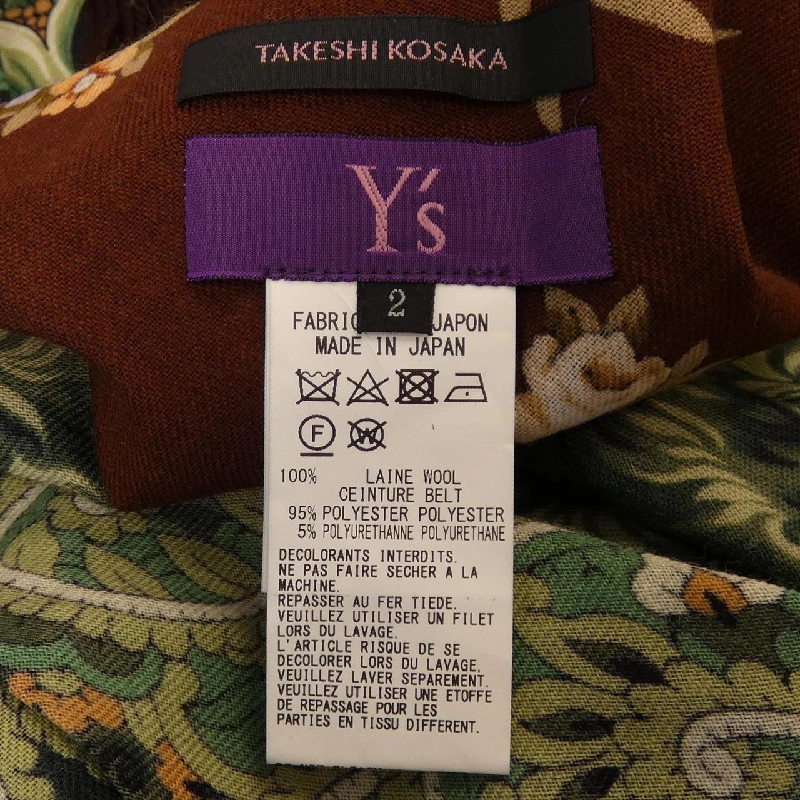 TAKESHI KOSAKA
Y's
2
FABRIC JAPON
MADE IN JAPAN
F W
100% LAINE WOOL
CEINTURE BELT
95% POLYESTER POLYESTER
5% POLYURETHANNE POLYURETHANE
DECOLORANTS INTERDITS.
NE PAS FAIRE SECHER A LA
MACHINE.
REPASSER AU FER TIEDE.
VEUILLEZ UTILISER UN FILET
LORS DU LAVAGE.
L'ARTICLE RISQUE DE SE
DECOLORER LORS DU LAVAGE,
VEUILLEZ LAVER SEPAREMENT.
VEUILLEZ UTILISER UNE ETOFFE
DE REPASSAGE POUR LES
PARTIES EN TISSU DIFFERENT.